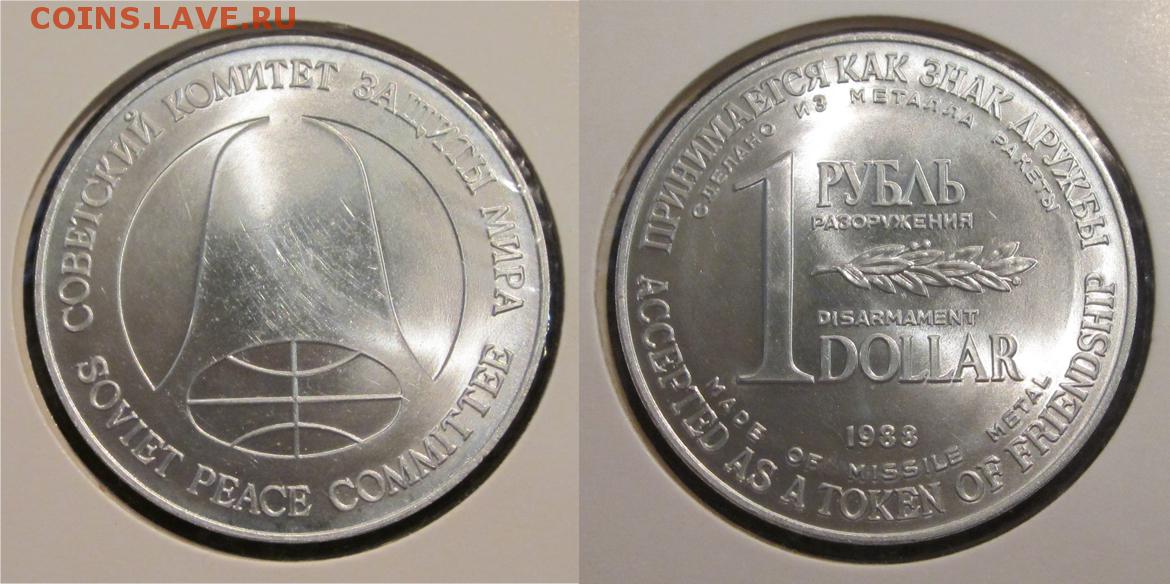 COINS.LAVE.RU
СОВЕТСКИЙ КОМИТЕТ ЗАЩИТЫ МИРА
SOVIET PEACE COMMITTEE
ПРИНИМАЕТСЯ КАК ЗНАК ДРУЖБЫ
СДЕЛАНО ИЗ МЕТАЛЛА РАКЕТЫ
1 РУБЛЬ
РАЗОРУЖЕНИЯ
DISARMAMENT
DOLLAR
1988
MADE OF MISSILE METAL
ACCEPTED AS A TOKEN OF FRIENDSHIP